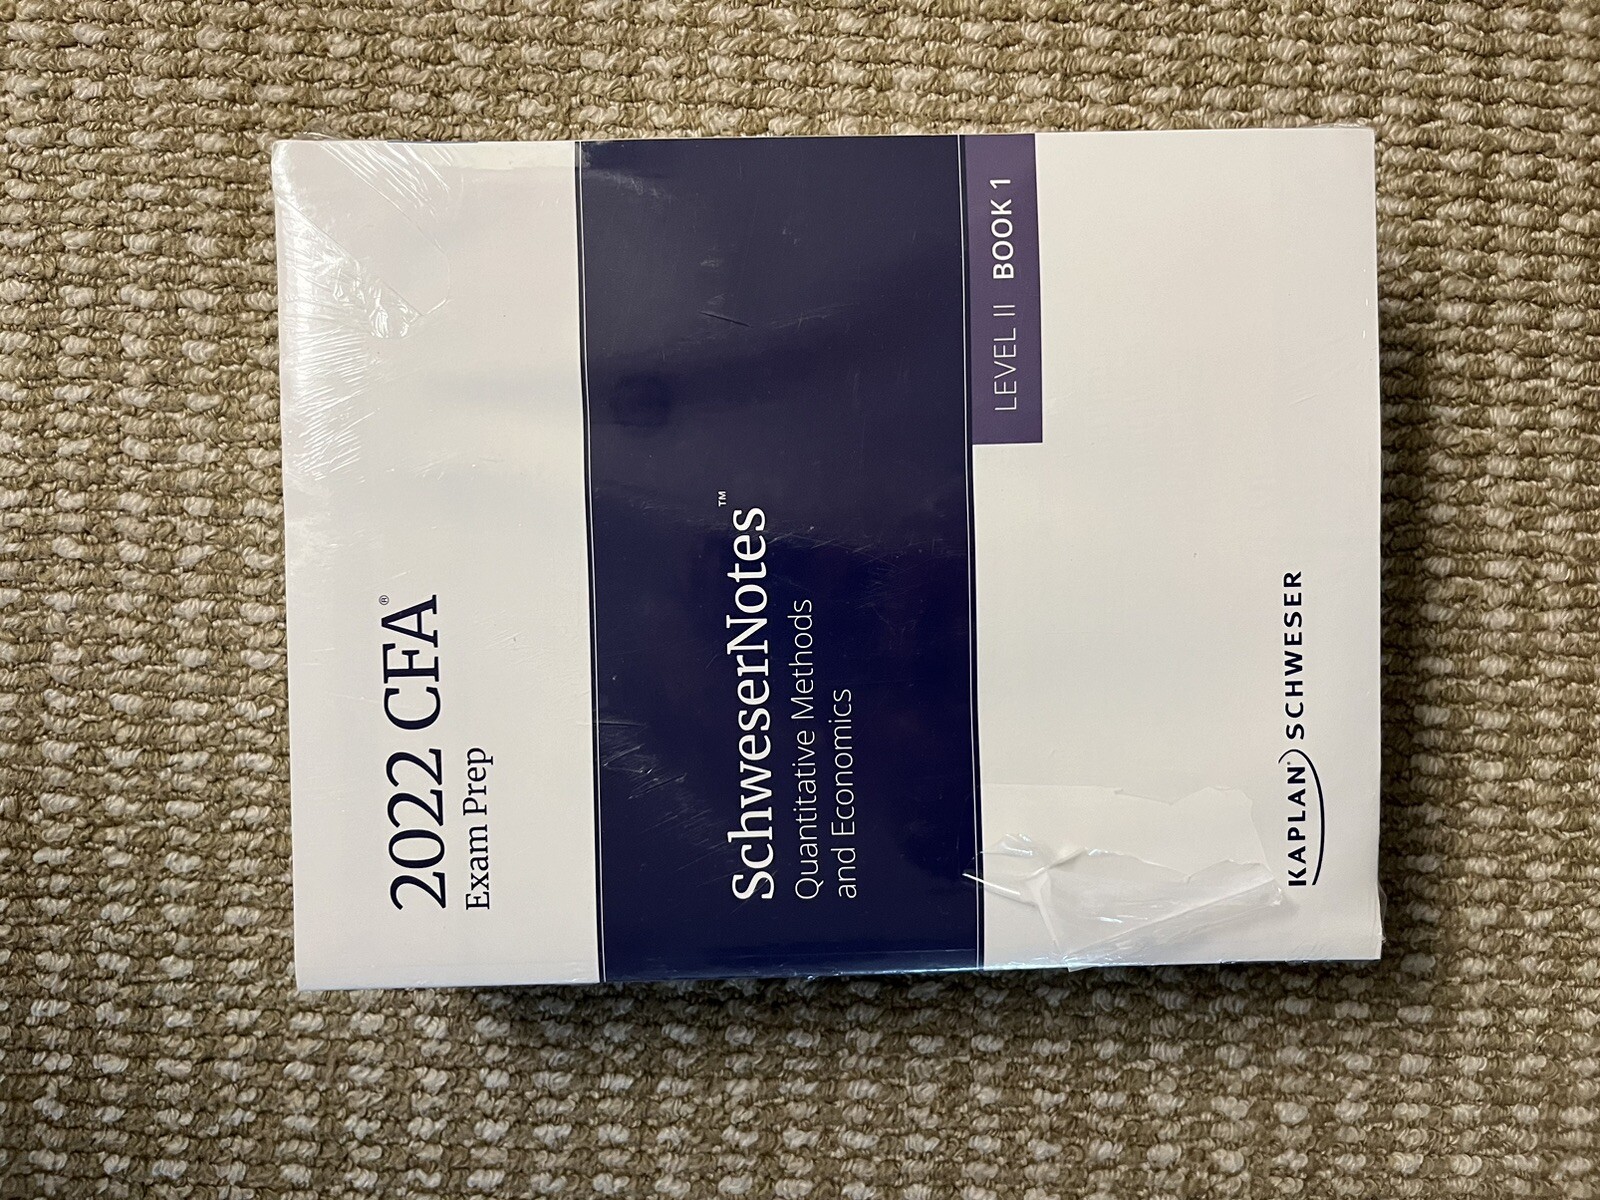 2022 CFA®
Exam Prep
SchweserNotes™
Quantitative Methods
and Economics
LEVEL II BOOK 1
KAPLAN® SCHWESER